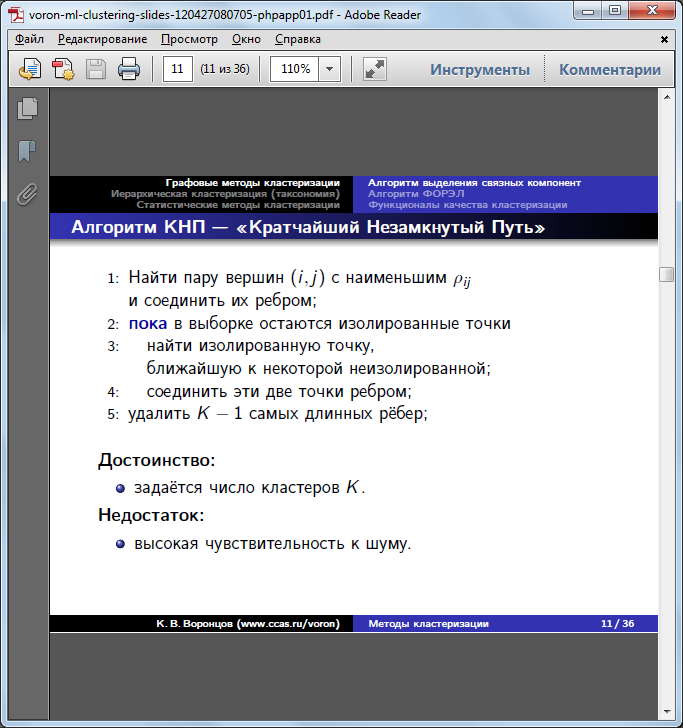 voron-ml-clustering-slides-120427080705-phpapp01.pdf - Adobe Reader
Файл Редактирование Просмотр Окно Справка
11 (11 из 36) 110% Инструменты Комментарии
Графовые методы кластеризации Алгоритм выделения связных компонент
Иерархическая кластеризация (таксономия) Алгоритм ФОРЭЛ
Статистические методы кластеризации Функционалы качества кластеризации
Алгоритм КНП — «Кратчайший Незамкнутый Путь»
1: Найти пару вершин (i, j) с наименьшим ρij
и соединить их ребром;
2: пока в выборке остаются изолированные точки
3: найти изолированную точку,
ближайшую к некоторой неизолированной;
4: соединить эти две точки ребром;
5: удалить K − 1 самых длинных рёбер;
Достоинство:
задаётся число кластеров K.
Недостаток:
высокая чувствительность к шуму.
К. В. Воронцов (www.ccas.ru/voron) Методы кластеризации 11 / 36